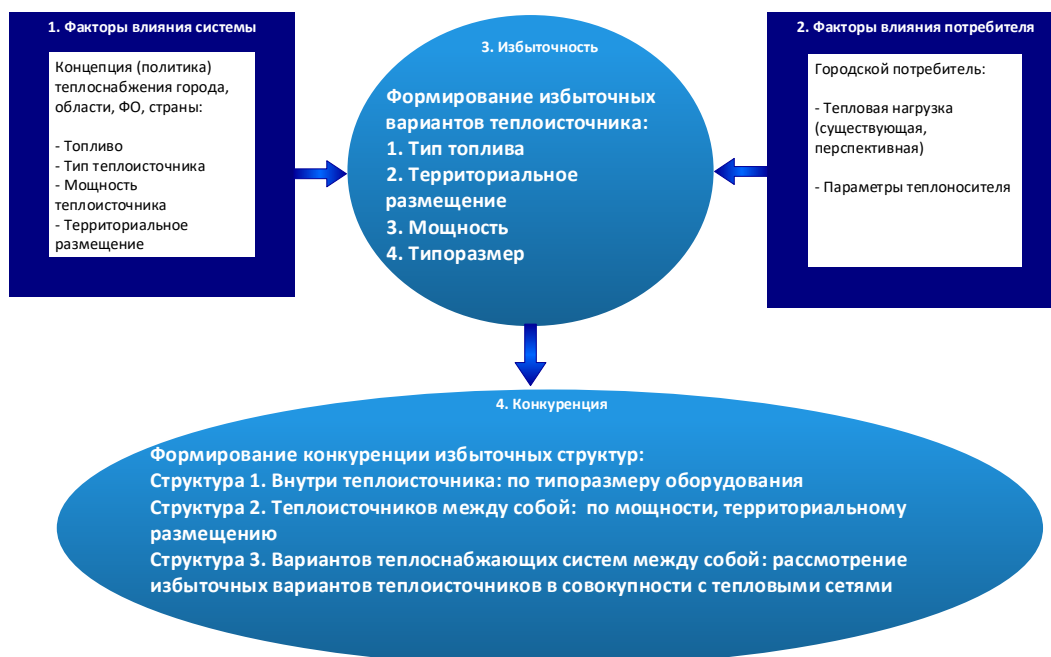 1. Факторы влияния системы
Концепция (политика)
теплоснабжения города,
области, ФО, страны:
- Топливо
- Тип теплоисточника
- Мощность
теплоисточника
- Территориальное
размещение
3. Избыточность
Формирование избыточных
вариантов теплоисточника:
1. Тип топлива
2. Территориальное
размещение
3. Мощность
4. Типоразмер
2. Факторы влияния потребителя
Городской потребитель:
- Тепловая нагрузка
(существующая,
перспективная)
- Параметры теплоносителя
4. Конкуренция
Формирование конкуренции избыточных структур:
Структура 1. Внутри теплоисточника: по типоразмеру оборудования
Структура 2. Теплоисточников между собой: по мощности, территориальному
размещению
Структура 3. Вариантов теплоснабжающих систем между собой: рассмотрение
избыточных вариантов теплоисточников в совокупности с тепловыми сетями